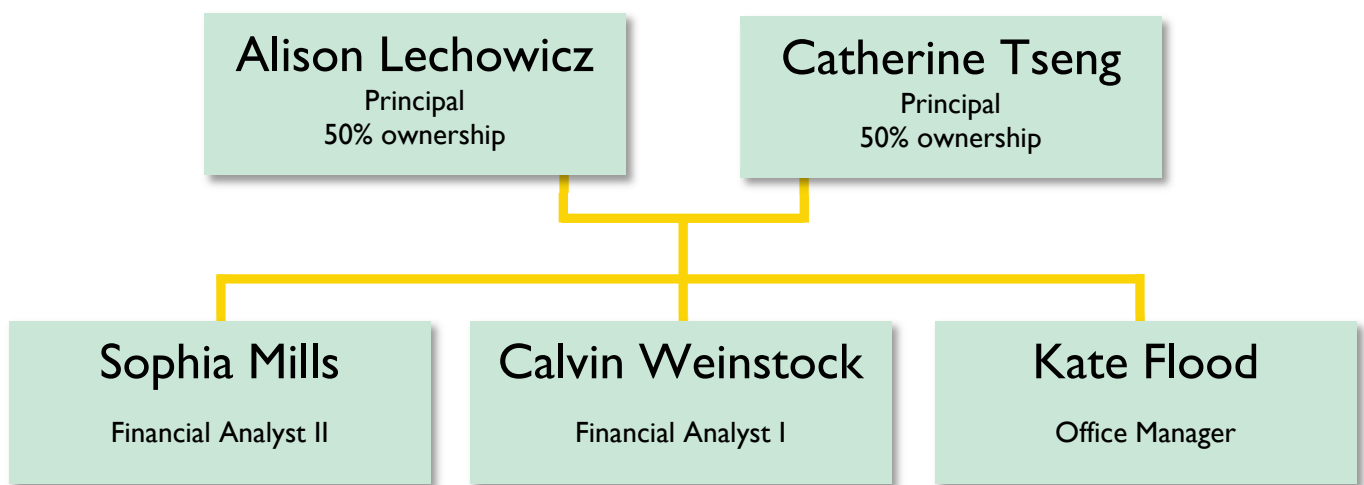 Alison Lechowicz
Principal
50% ownership
Catherine Tseng
Principal
50% ownership
Sophia Mills
Financial Analyst II
Calvin Weinstock
Financial Analyst I
Kate Flood
Office Manager